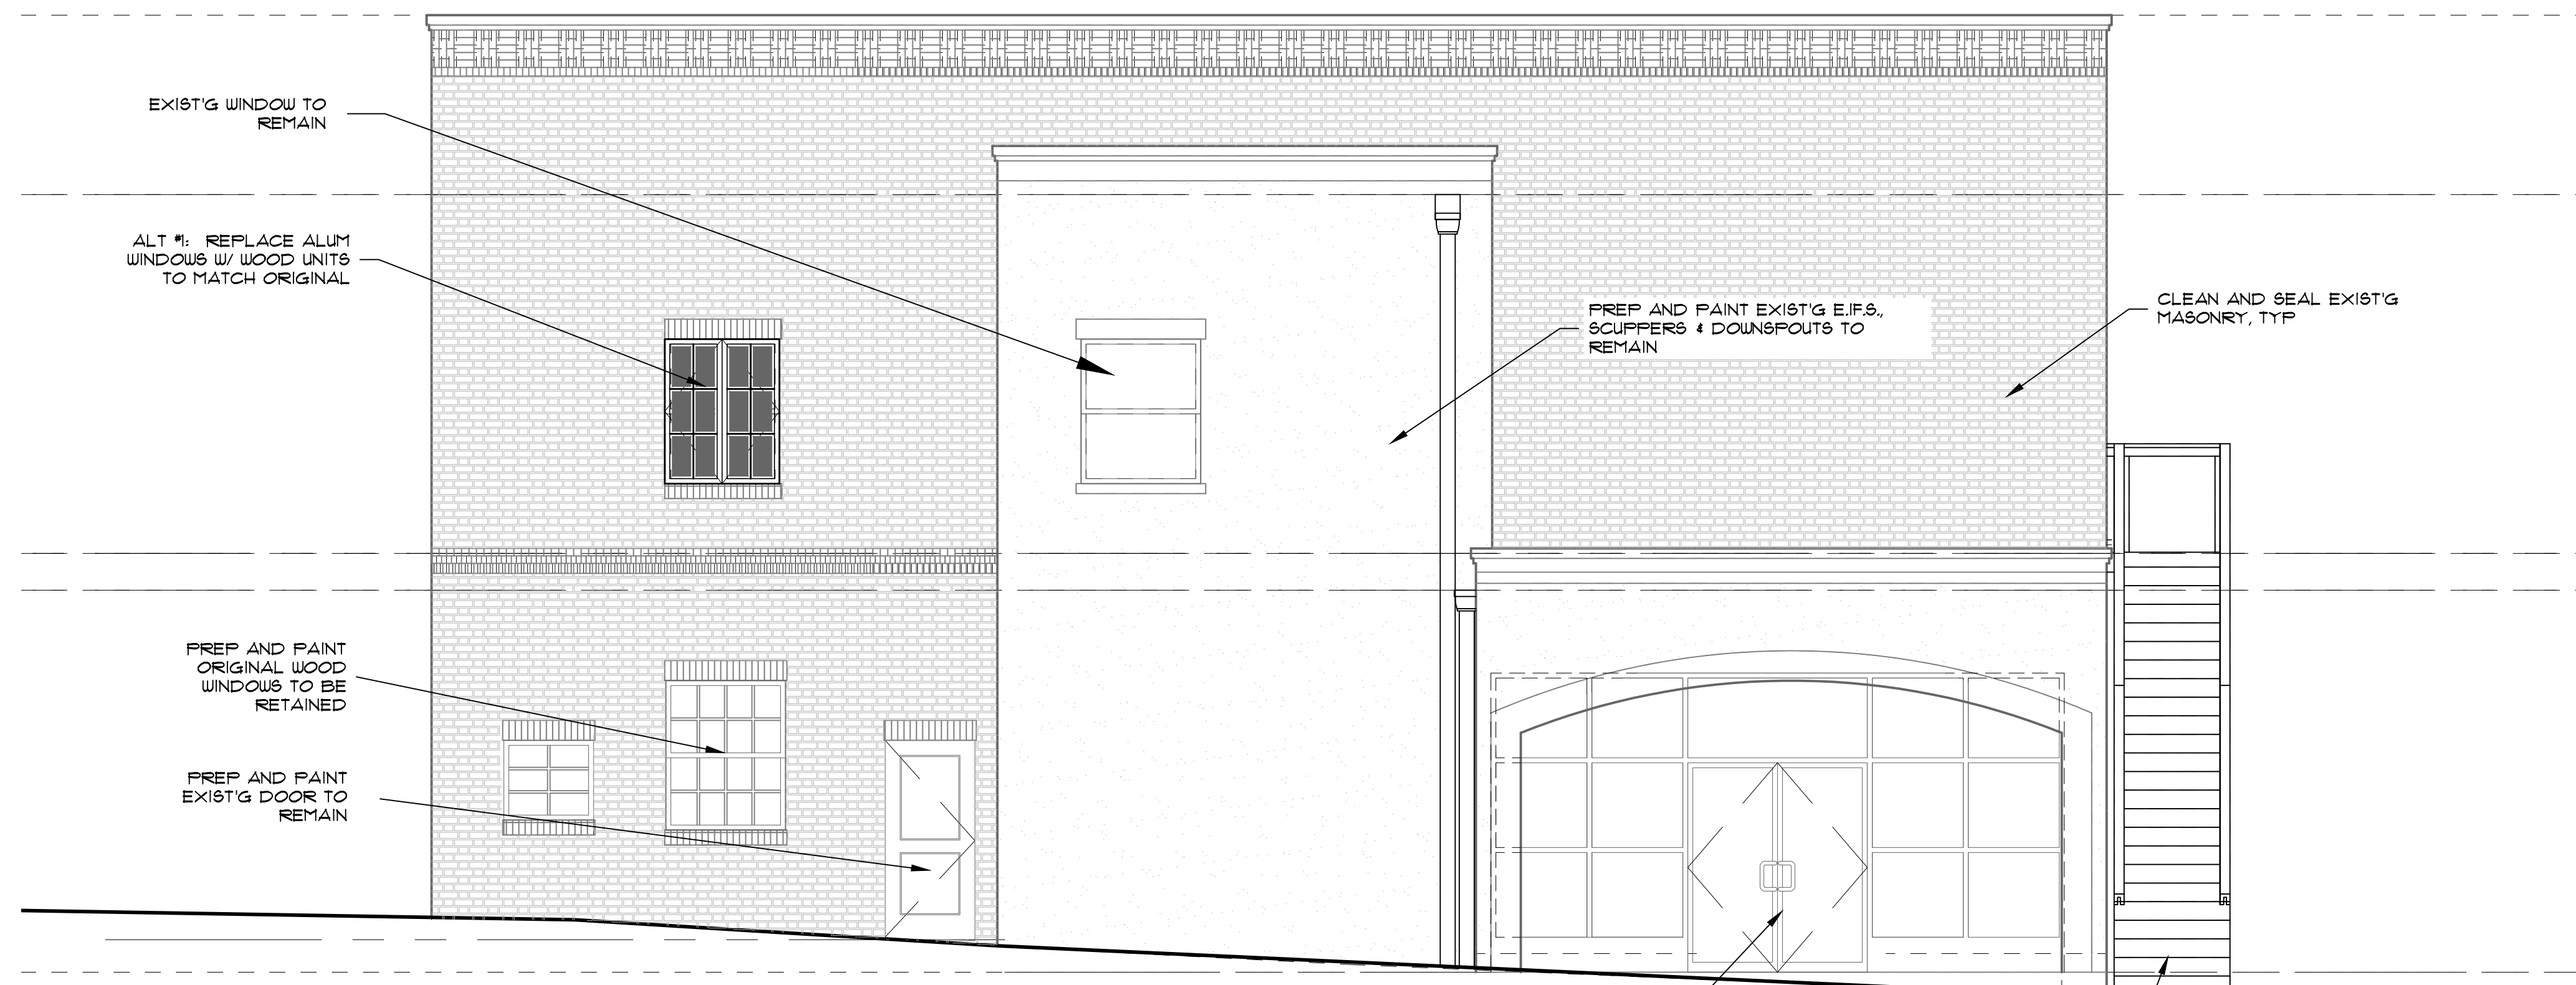 EXIST'G WINDOW TO
REMAIN
ALT #1: REPLACE ALUM
WINDOWS W/ WOOD UNITS
TO MATCH ORIGINAL
PREP AND PAINT EXIST'G E.I.F.S.,
SCUPPERS & DOWNSPOUTS TO
REMAIN
CLEAN AND SEAL EXIST'G
MASONRY, TYP
PREP AND PAINT
ORIGINAL WOOD
WINDOWS TO BE
RETAINED
PREP AND PAINT
EXIST'G DOOR TO
REMAIN